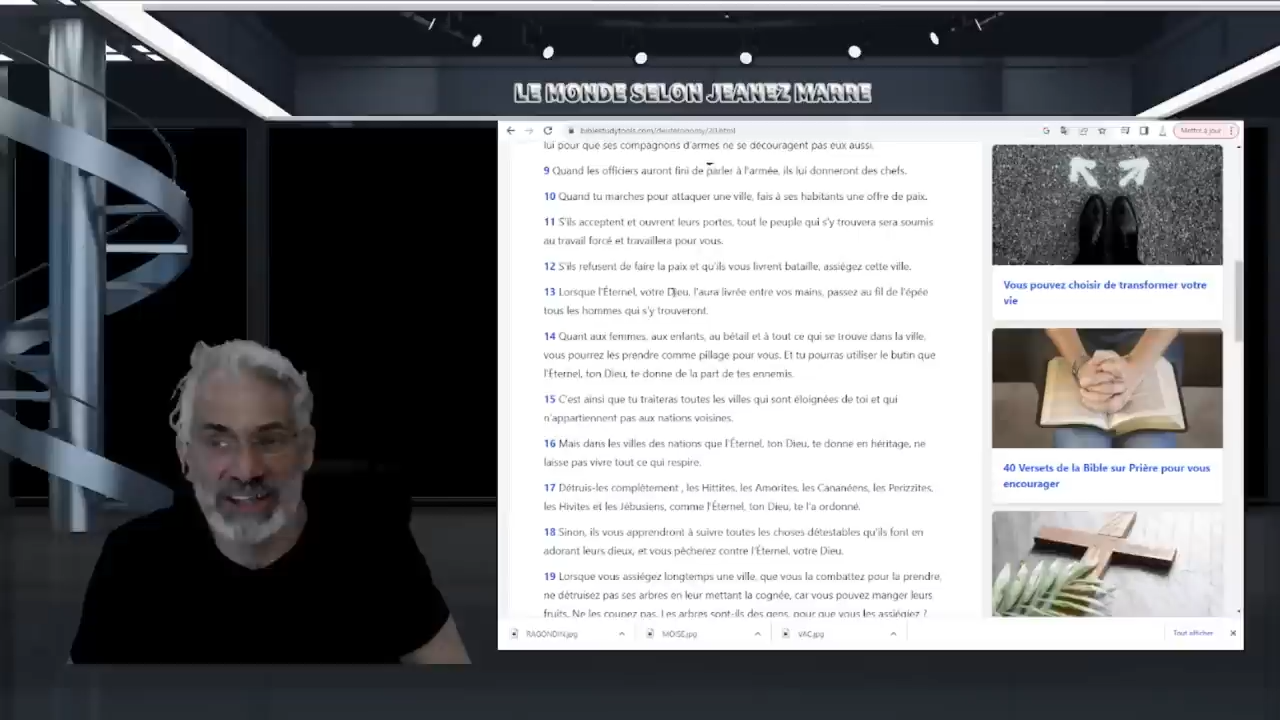 LE MONDE SELON JEANEZ MARRE
biblestudytools.com/deuteronomy/20.html
Mettre à jour
lui pour que ses compagnons d'armes ne se découragent pas eux aussi.
9 Quand les officiers auront fini de parler à l'armée, ils lui donneront des chefs.
10 Quand tu marches pour attaquer une ville, fais à ses habitants une offre de paix.
11 S'ils acceptent et ouvrent leurs portes, tout le peuple qui s'y trouvera sera soumis
au travail forcé et travaillera pour vous.
12 S'ils refusent de faire la paix et qu'ils vous livrent bataille, assiégez cette ville.
13 Lorsque l'Éternel, votre Dieu, l'aura livrée entre vos mains, passez au fil de l'épée
tous les hommes qui s'y trouveront.
14 Quant aux femmes, aux enfants, au bétail et à tout ce qui se trouve dans la ville,
vous pourrez les prendre comme pillage pour vous. Et tu pourras utiliser le butin que
l'Éternel, ton Dieu, te donne de la part de tes ennemis.
15 C'est ainsi que tu traiteras toutes les villes qui sont éloignées de toi et qui
n'appartiennent pas aux nations voisines.
16 Mais dans les villes des nations que l'Éternel, ton Dieu, te donne en héritage, ne
laisse pas vivre tout ce qui respire.
17 Détruis-les complètement , les Hittites, les Amorites, les Cananéens, les Perizzites,
les Hivites et les Jébusiens, comme l'Éternel, ton Dieu, te l'a ordonné.
18 Sinon, ils vous apprendront à suivre toutes les choses détestables qu'ils font en
adorant leurs dieux, et vous pécherez contre l'Éternel, votre Dieu.
19 Lorsque vous assiégez longtemps une ville, que vous la combattez pour la prendre,
ne détruisez pas ses arbres en leur mettant la cognée, car vous pouvez manger leurs
fruits. Ne les coupez pas. Les arbres sont-ils des gens, pour que vous les assiégiez ?
Vous pouvez choisir de transformer votre
vie
40 Versets de la Bible sur Prière pour vous
encourager
RAGONDIN.jpg
MOISE.jpg
VAC.jpg
Tout afficher